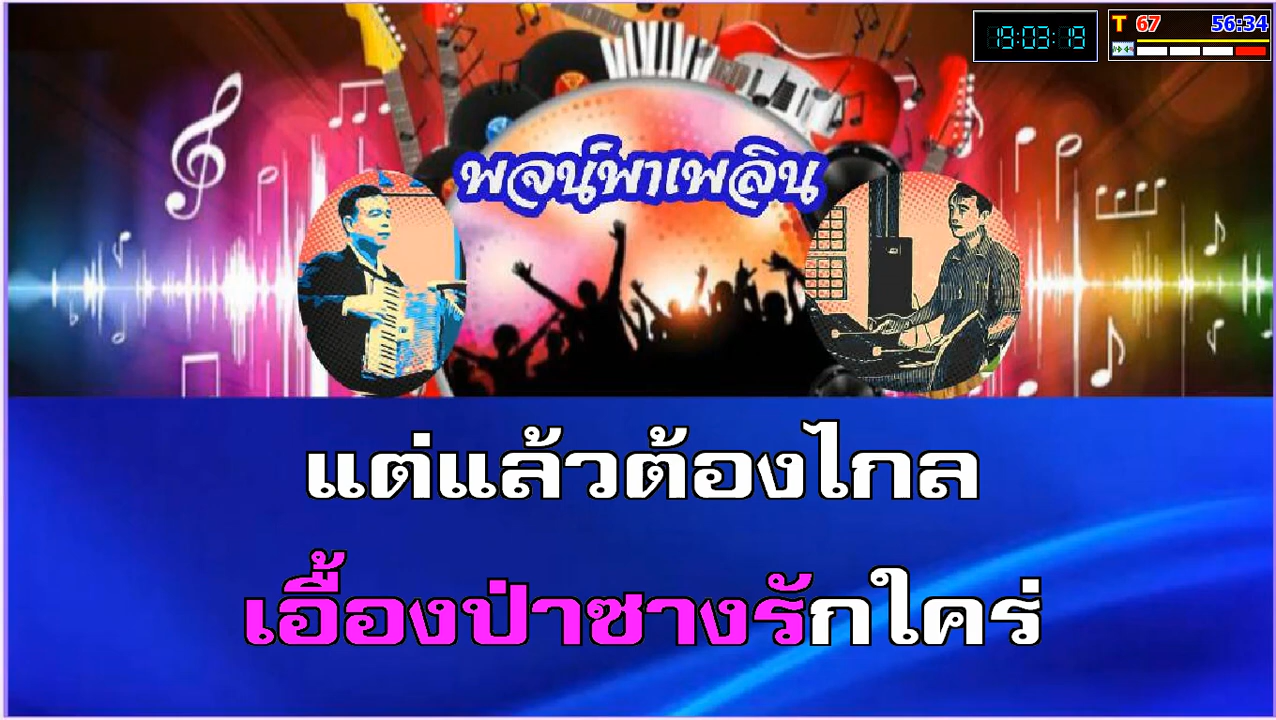 19:03:19
T 67 56:34
พจน์พาเพลิน
แต่แล้วต้องไกล
เอื้องป่าซางรักใคร่